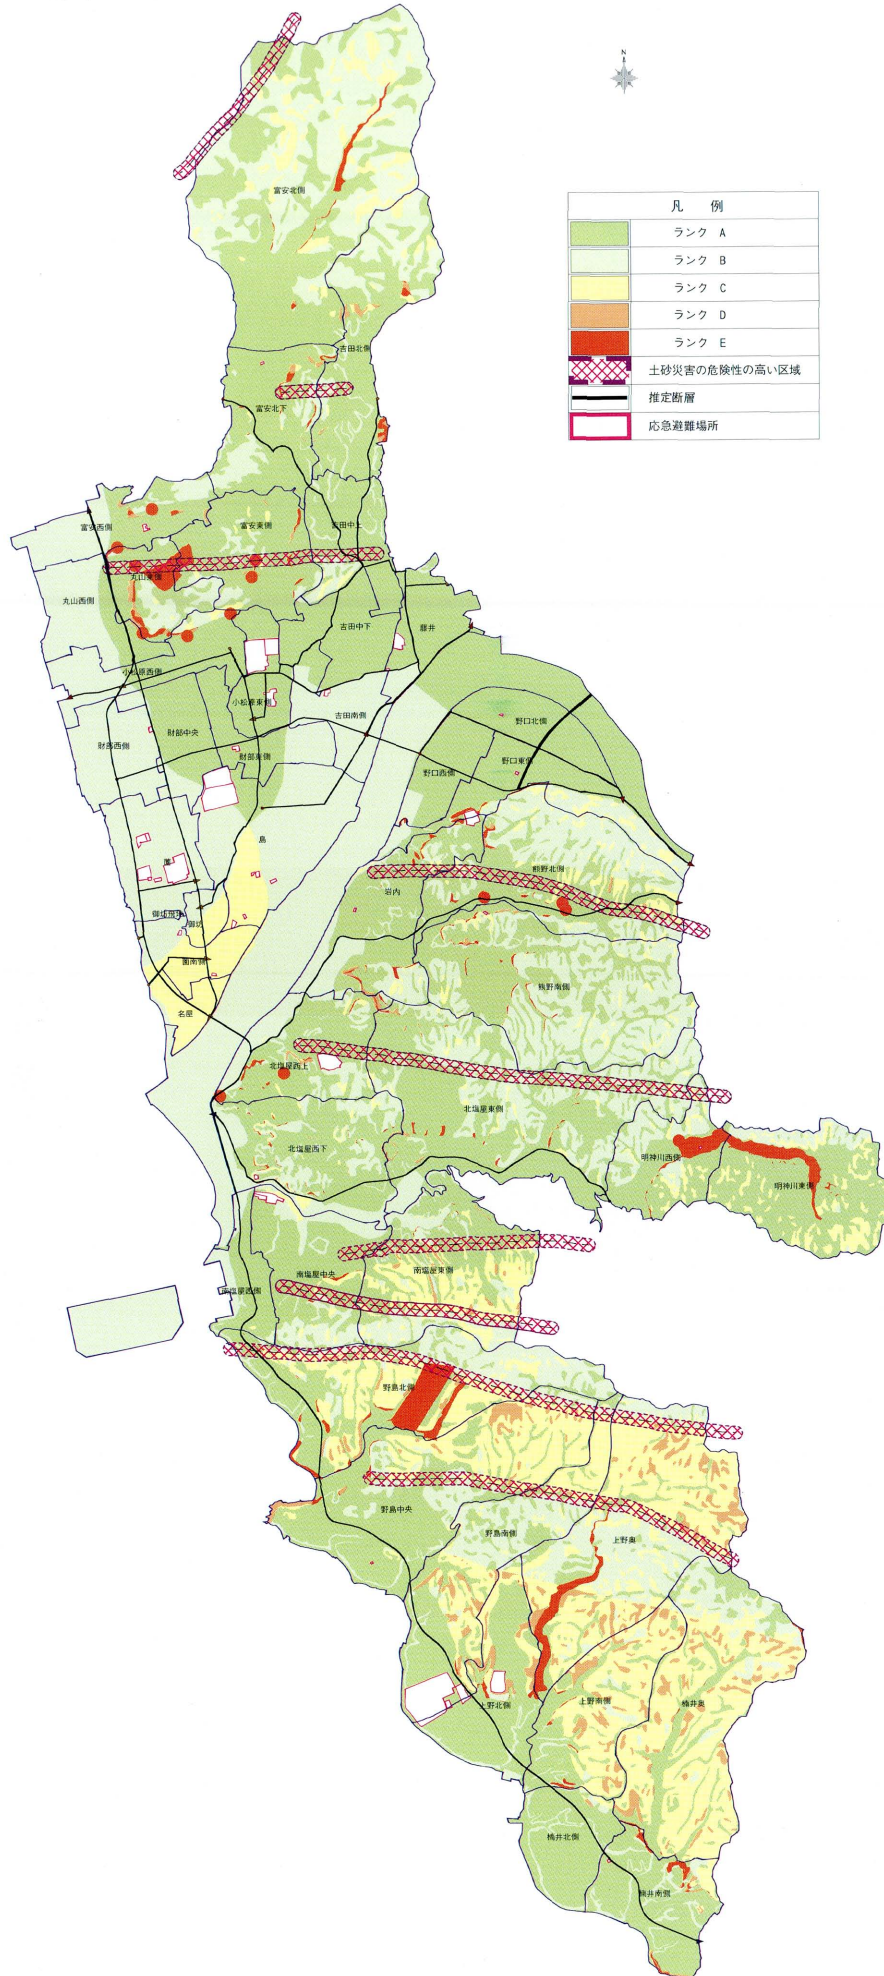 N
凡 例
ランク A
ランク B
ランク C
ランク D
ランク E
土砂災害の危険性の高い区域
推定断層
応急避難場所
富安北側
吉田北側
富安北下
富安西側
富安東側
吉田中上
丸山東側
丸山西側
吉田中下
藤井
小松原西側
小松原東側
吉田南側
野口北側
財部西側
財部中央
財部東側
野口東側
野口西側
島
薗
熊野北側
岩内
御坊
薗南側
熊野南側
名屋
北塩屋西上
北塩屋東側
北塩屋西下
明神川西側
明神川東側
南塩屋中央
南塩屋東側
南塩屋西側
野島北側
野島中央
野島南側
上野奥
上野北側
上野南側
楠井奥
楠井北側
楠井南側